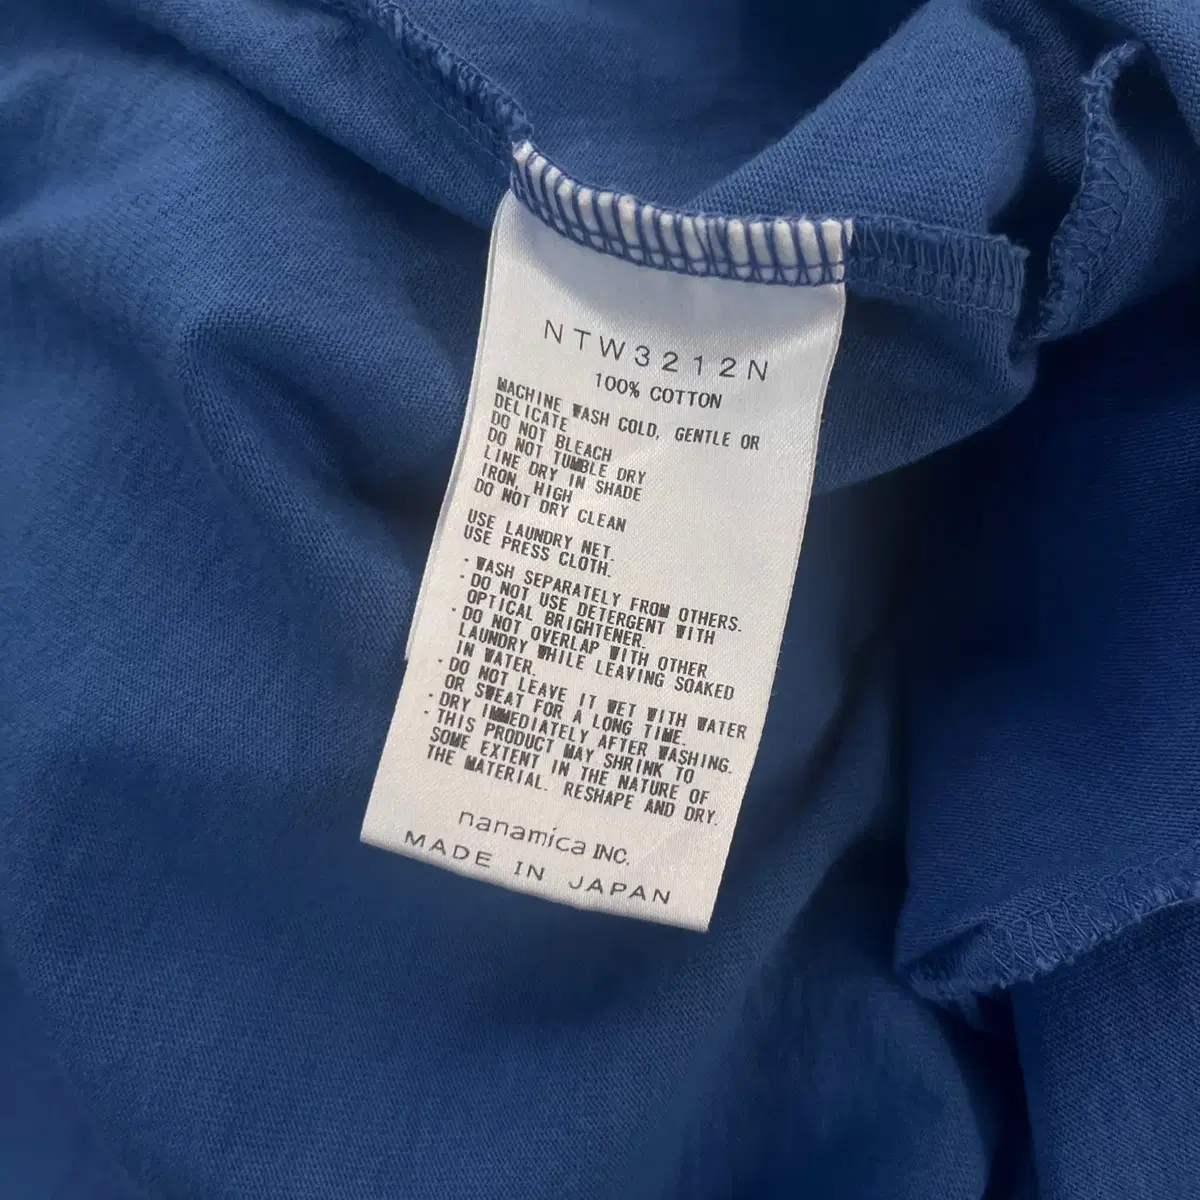 NTW3212N
100% COTTON
MACHINE WASH COLD, GENTLE OR
DELICATE
DO NOT BLEACH
DO NOT TUMBLE DRY
LINE DRY IN SHADE
IRON, HIGH
DO NOT DRY CLEAN
USE LAUNDRY NET.
USE PRESS CLOTH.
· WASH SEPARATELY FROM OTHERS.
· DO NOT USE DETERGENT WITH
OPTICAL BRIGHTENER.
· DO NOT OVERLAP WITH OTHER
LAUNDRY WHILE LEAVING SOAKED
IN WATER.
· DO NOT LEAVE IT WET WITH WATER
OR SWEAT FOR A LONG TIME.
· DRY IMMEDIATELY AFTER WASHING.
· THIS PRODUCT MAY SHRINK TO
SOME EXTENT IN THE NATURE OF
THE MATERIAL. RESHAPE AND DRY.
nanamica INC.
MADE IN JAPAN